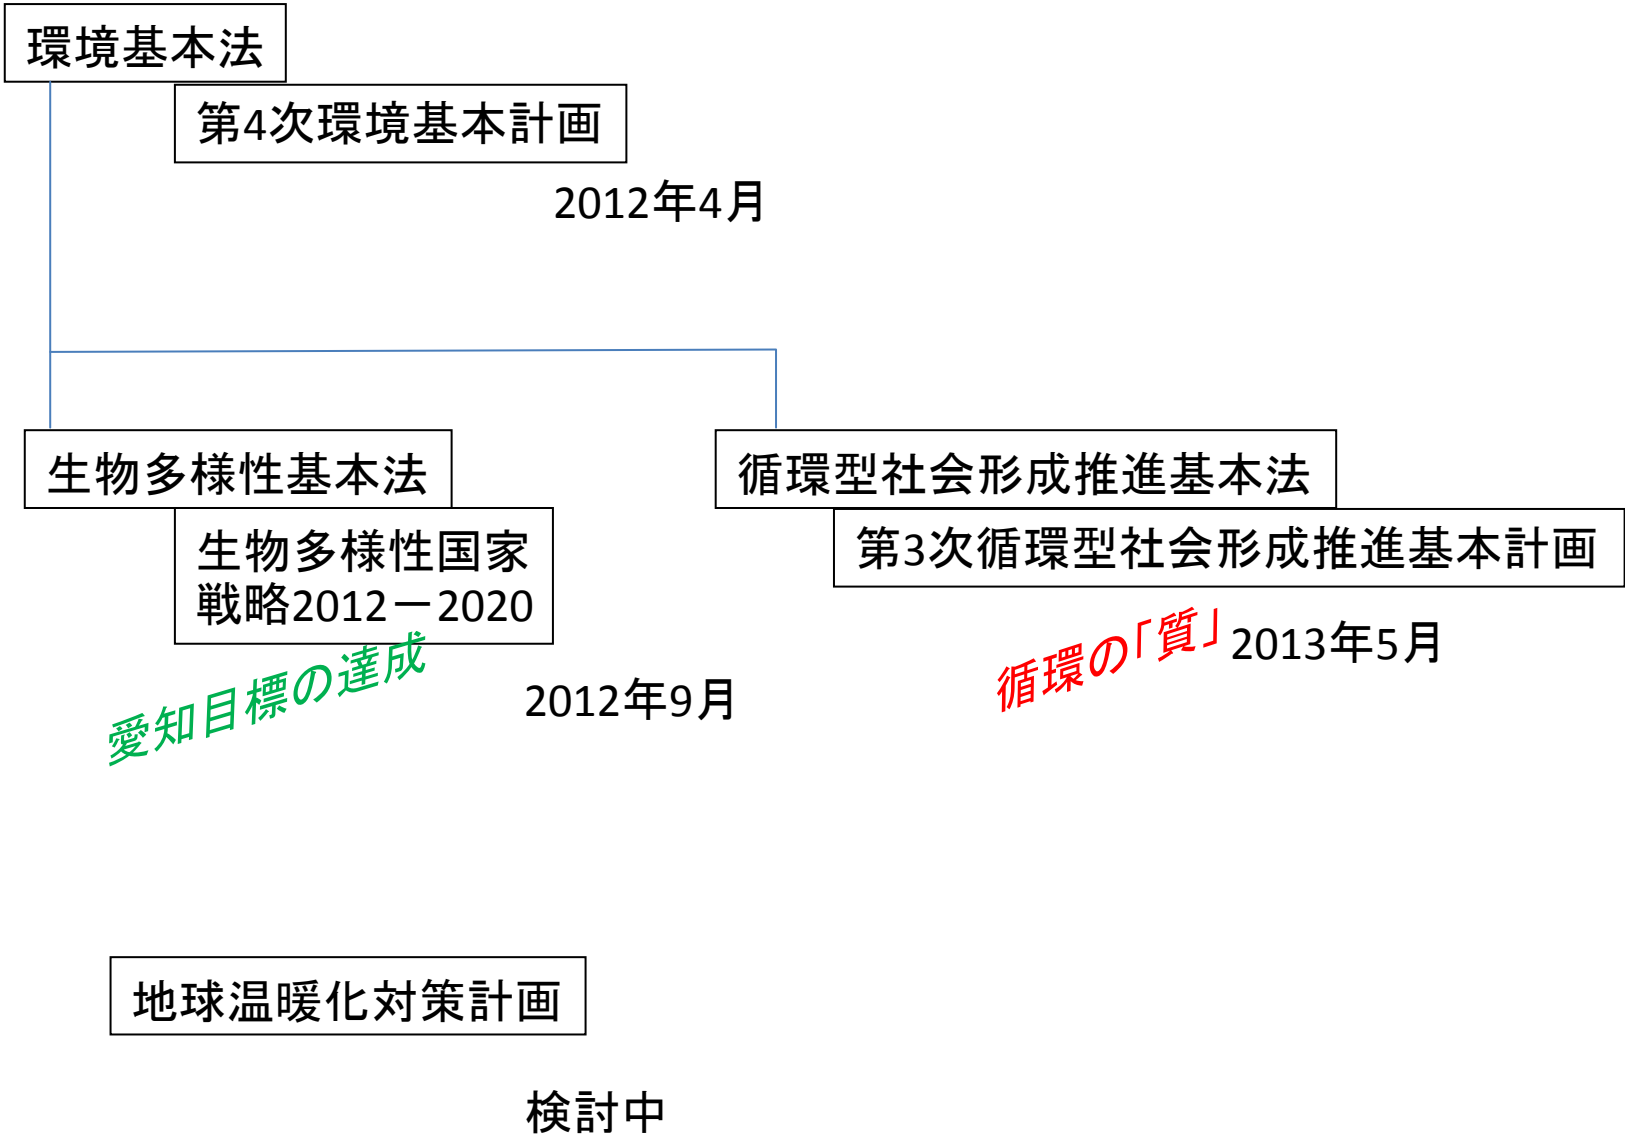 環境基本法
第4次環境基本計画
2012年4月
生物多様性基本法
循環型社会形成推進基本法
生物多様性国家
戦略2012－2020
第3次循環型社会形成推進基本計画
愛知目標の達成
2012年9月
循環の「質」
2013年5月
地球温暖化対策計画
検討中